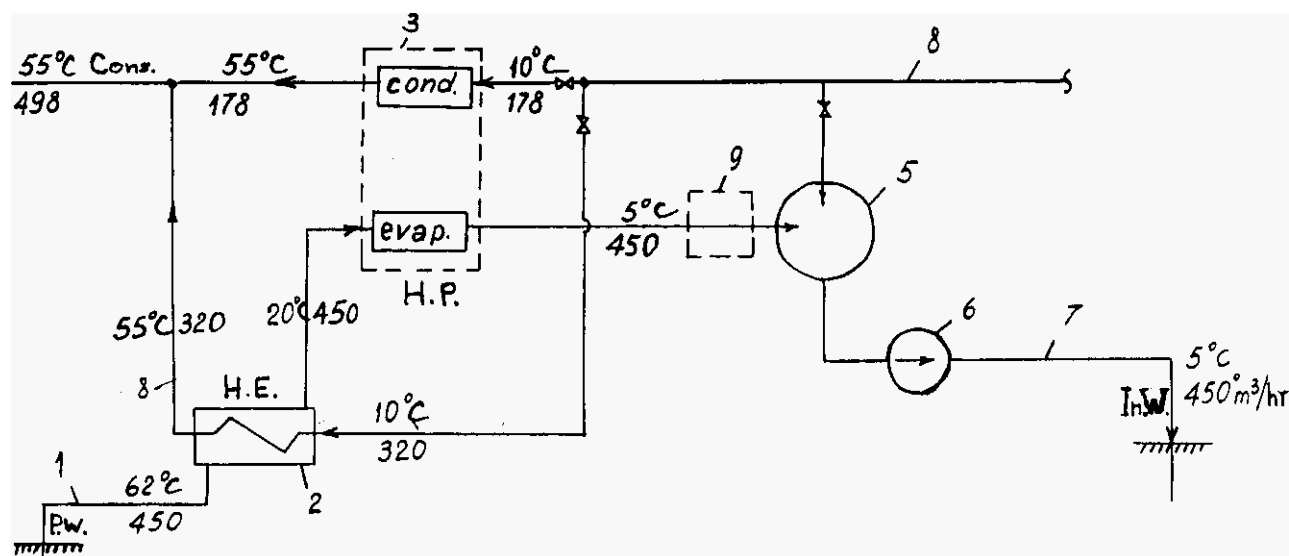 3
8
55°C Cons.
55°C
10°C
cond.
498
178
178
9
5
5°C
evap.
450
H.P.
55°C 320
20°C 450
6
7
5°C
450 m³/hr
In.W.
8
H.E.
10°C
320
1
62°C
2
P.W.
450